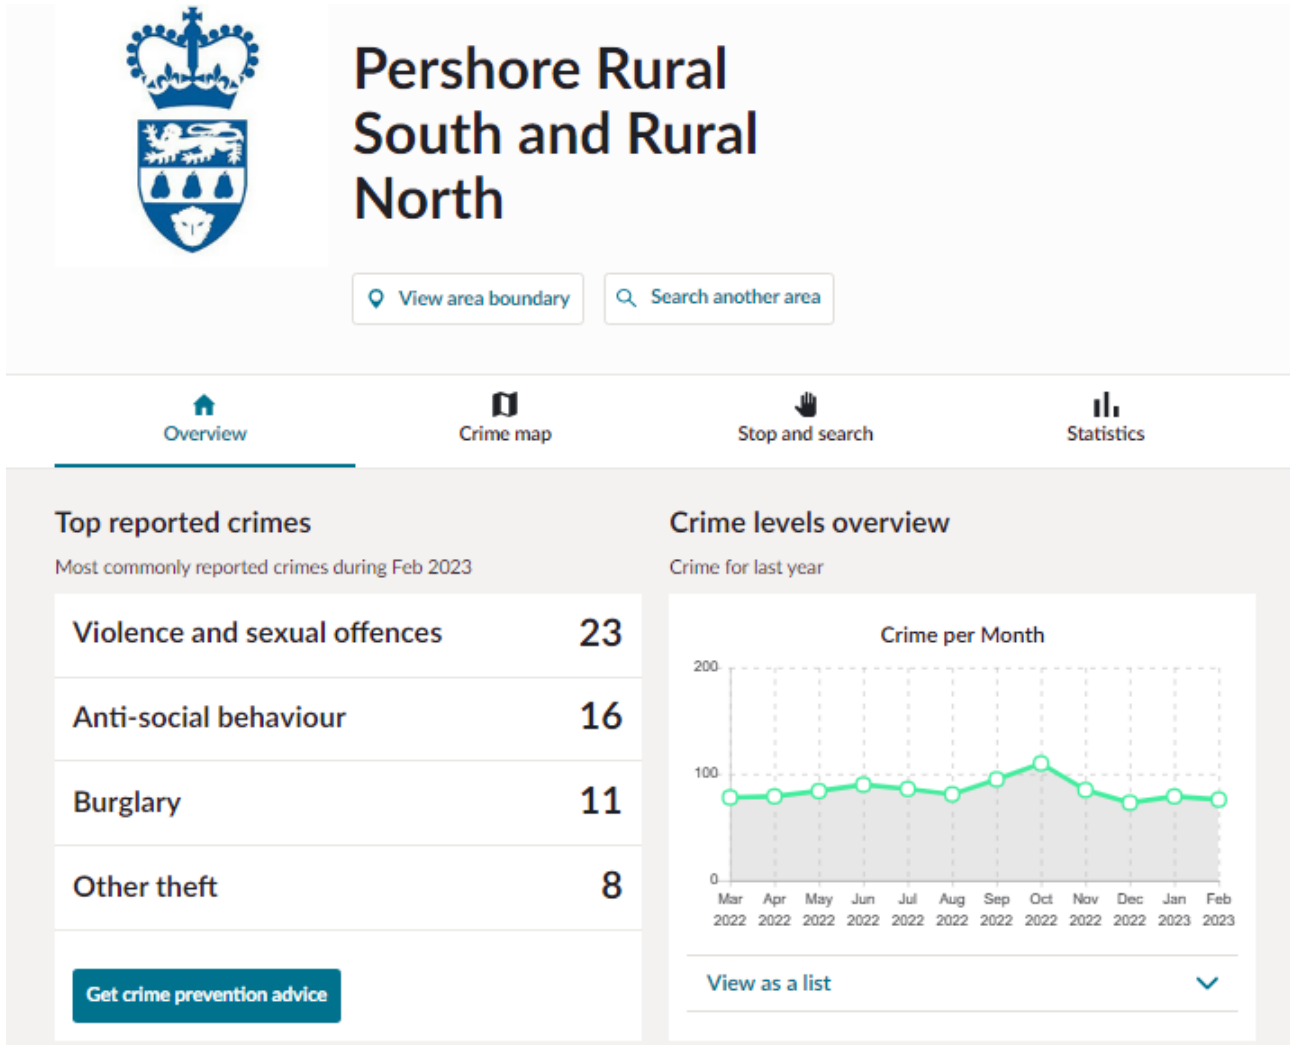 Pershore Rural
South and Rural
North
View area boundary
Search another area
Overview
Crime map
Stop and search
Statistics
Top reported crimes
Most commonly reported crimes during Feb 2023
Violence and sexual offences 23
Anti-social behaviour 16
Burglary 11
Other theft 8
Get crime prevention advice
Crime levels overview
Crime for last year
Crime per Month
200
100
0
Mar Apr May Jun Jul Aug Sep Oct Nov Dec Jan Feb
2022 2022 2022 2022 2022 2022 2022 2022 2022 2022 2023 2023
View as a list